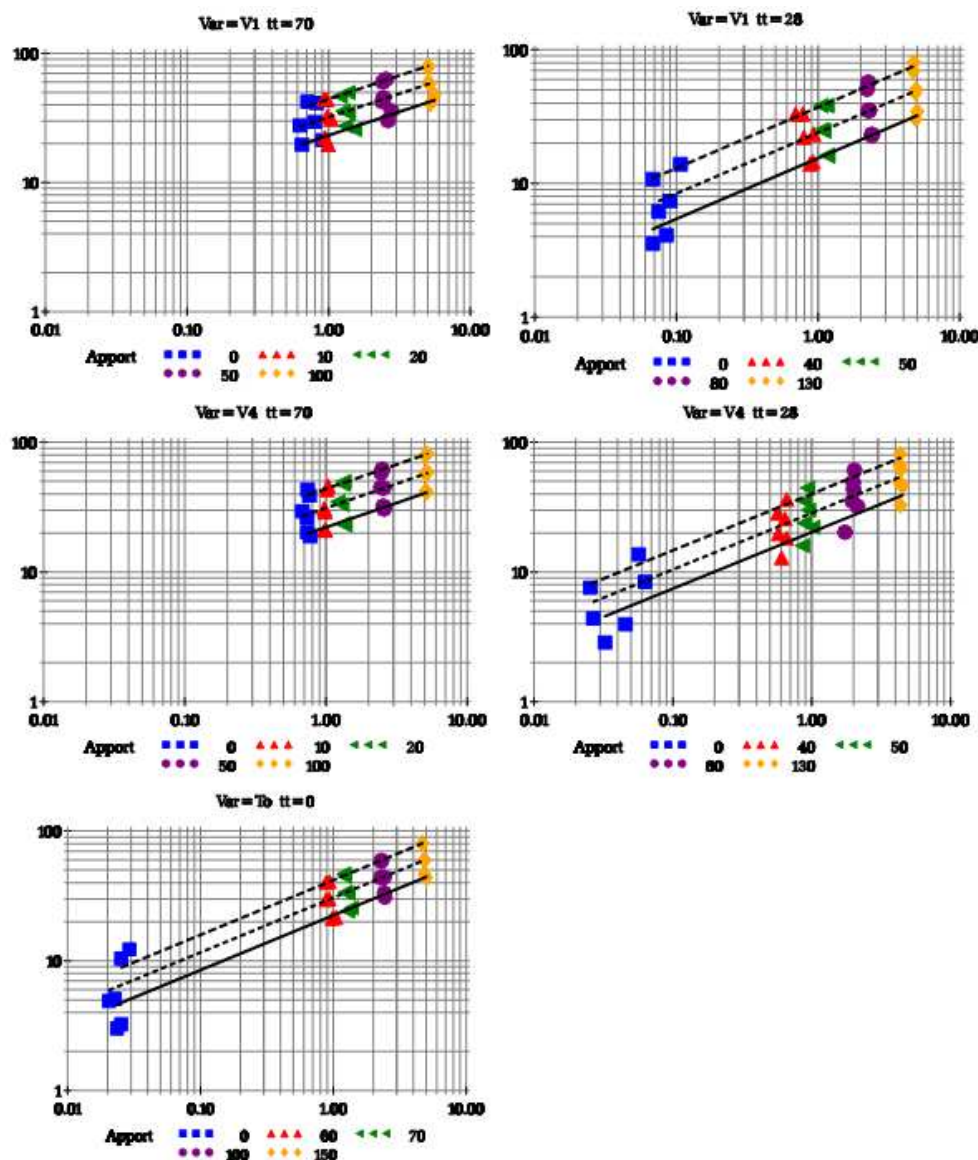 Var=V1 tt=70
100
10
1
0.01 0.10 1.00 10.00
Apport 0 10 20
50 100
Var=V1 tt=28
100
10
1
0.01 0.10 1.00 10.00
Apport 0 40 50
80 130
Var=V4 tt=70
100
10
1
0.01 0.10 1.00 10.00
Apport 0 10 20
50 100
Var=V4 tt=28
100
10
1
0.01 0.10 1.00 10.00
Apport 0 40 50
80 130
Var=To tt=0
100
10
1
0.01 0.10 1.00 10.00
Apport 0 60 70
100 150